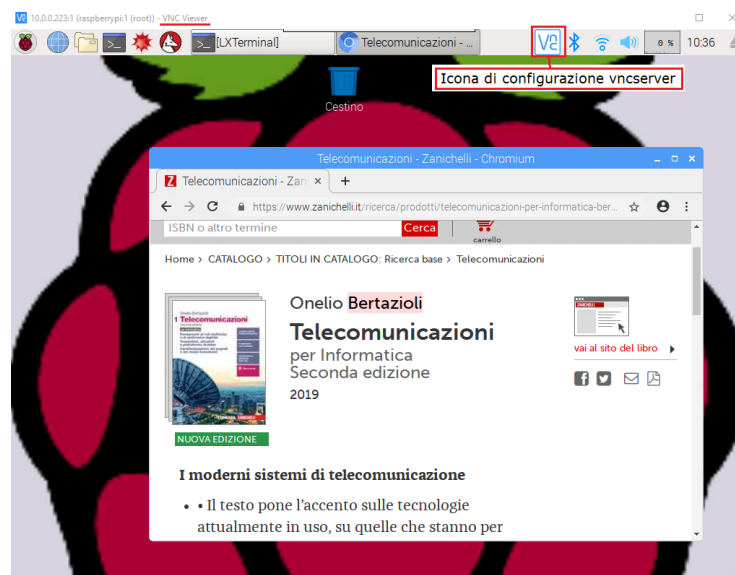 10.0.0.223:1 (raspberrypi:1 (root)) - VNC Viewer
[LXTerminal]
Telecomunicazioni - ...
0 %
10:36
Icona di configurazione vncserver
Cestino
Telecomunicazioni - Zanichelli - Chromium
Telecomunicazioni - Zan
https://www.zanichelli.it/ricerca/prodotti/telecomunicazioni-per-informatica-ber...
ISBN o altro termine
Cerca
carrello
Home > CATALOGO > TITOLI IN CATALOGO: Ricerca base > Telecomunicazioni
Onelio Bertazioli
Telecomunicazioni
per Informatica
Seconda edizione
2019
1 Telecomunicazioni
NUOVA EDIZIONE
vai al sito del libro
I moderni sistemi di telecomunicazione
• • Il testo pone l'accento sulle tecnologie
attualmente in uso, su quelle che stanno per